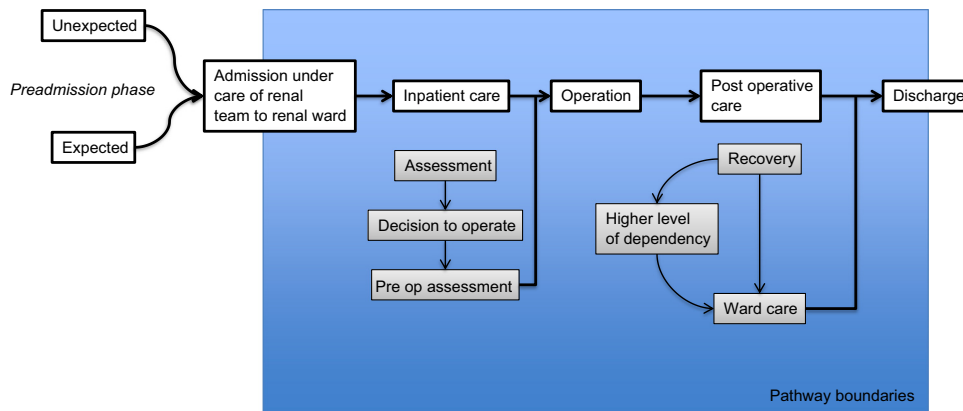 Unexpected
Preadmission phase
Expected
Admission under
care of renal
team to renal ward
Inpatient care
Operation
Post operative
care
Discharge
Assessment
Decision to operate
Pre op assessment
Recovery
Higher level
of dependency
Ward care
Pathway boundaries